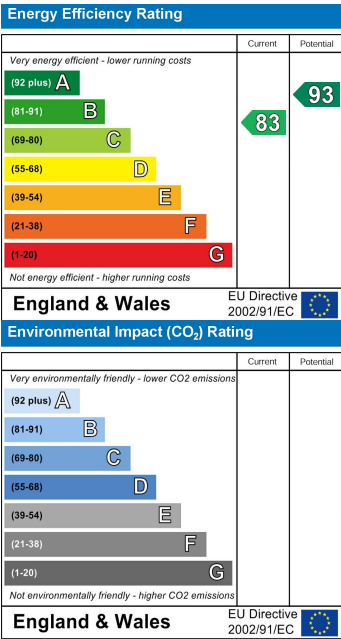 Energy Efficiency Rating
Current Potential
Very energy efficient - lower running costs
(92 plus) A
93
(81-91) B
83
(69-80) C
(55-68) D
(39-54) E
(21-38) F
(1-20) G
Not energy efficient - higher running costs
England & Wales
EU Directive
2002/91/EC
Environmental Impact (CO₂) Rating
Current Potential
Very environmentally friendly - lower CO2 emissions
(92 plus) A
(81-91) B
(69-80) C
(55-68) D
(39-54) E
(21-38) F
(1-20) G
Not environmentally friendly - higher CO2 emissions
England & Wales
EU Directive
2002/91/EC